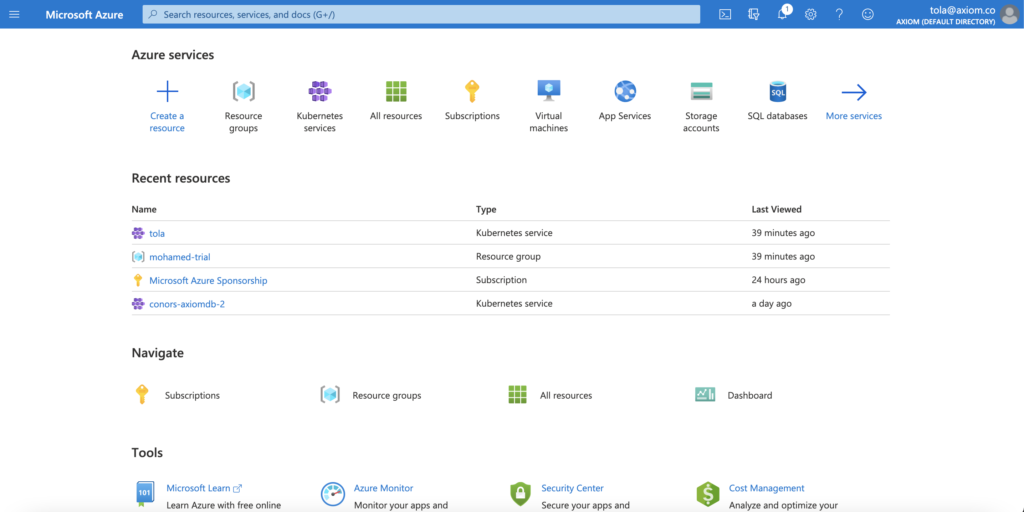 Microsoft Azure
Search resources, services, and docs (G+/)
1
tola@axiom.co
AXIOM (DEFAULT DIRECTORY)
Azure services
Create a
resource
Resource
groups
Kubernetes
services
All resources
Subscriptions
Virtual
machines
App Services
Storage
accounts
SQL
SQL databases
More services
Recent resources
Name Type Last Viewed
tola Kubernetes service 39 minutes ago
mohamed-trial Resource group 39 minutes ago
Microsoft Azure Sponsorship Subscription 24 hours ago
conors-axiomdb-2 Kubernetes service a day ago
Navigate
Subscriptions Resource groups All resources Dashboard
Tools
101
Microsoft Learn
Learn Azure with free online
Azure Monitor
Monitor your apps and
Security Center
Secure your apps and
$
Cost Management
Analyze and optimize your